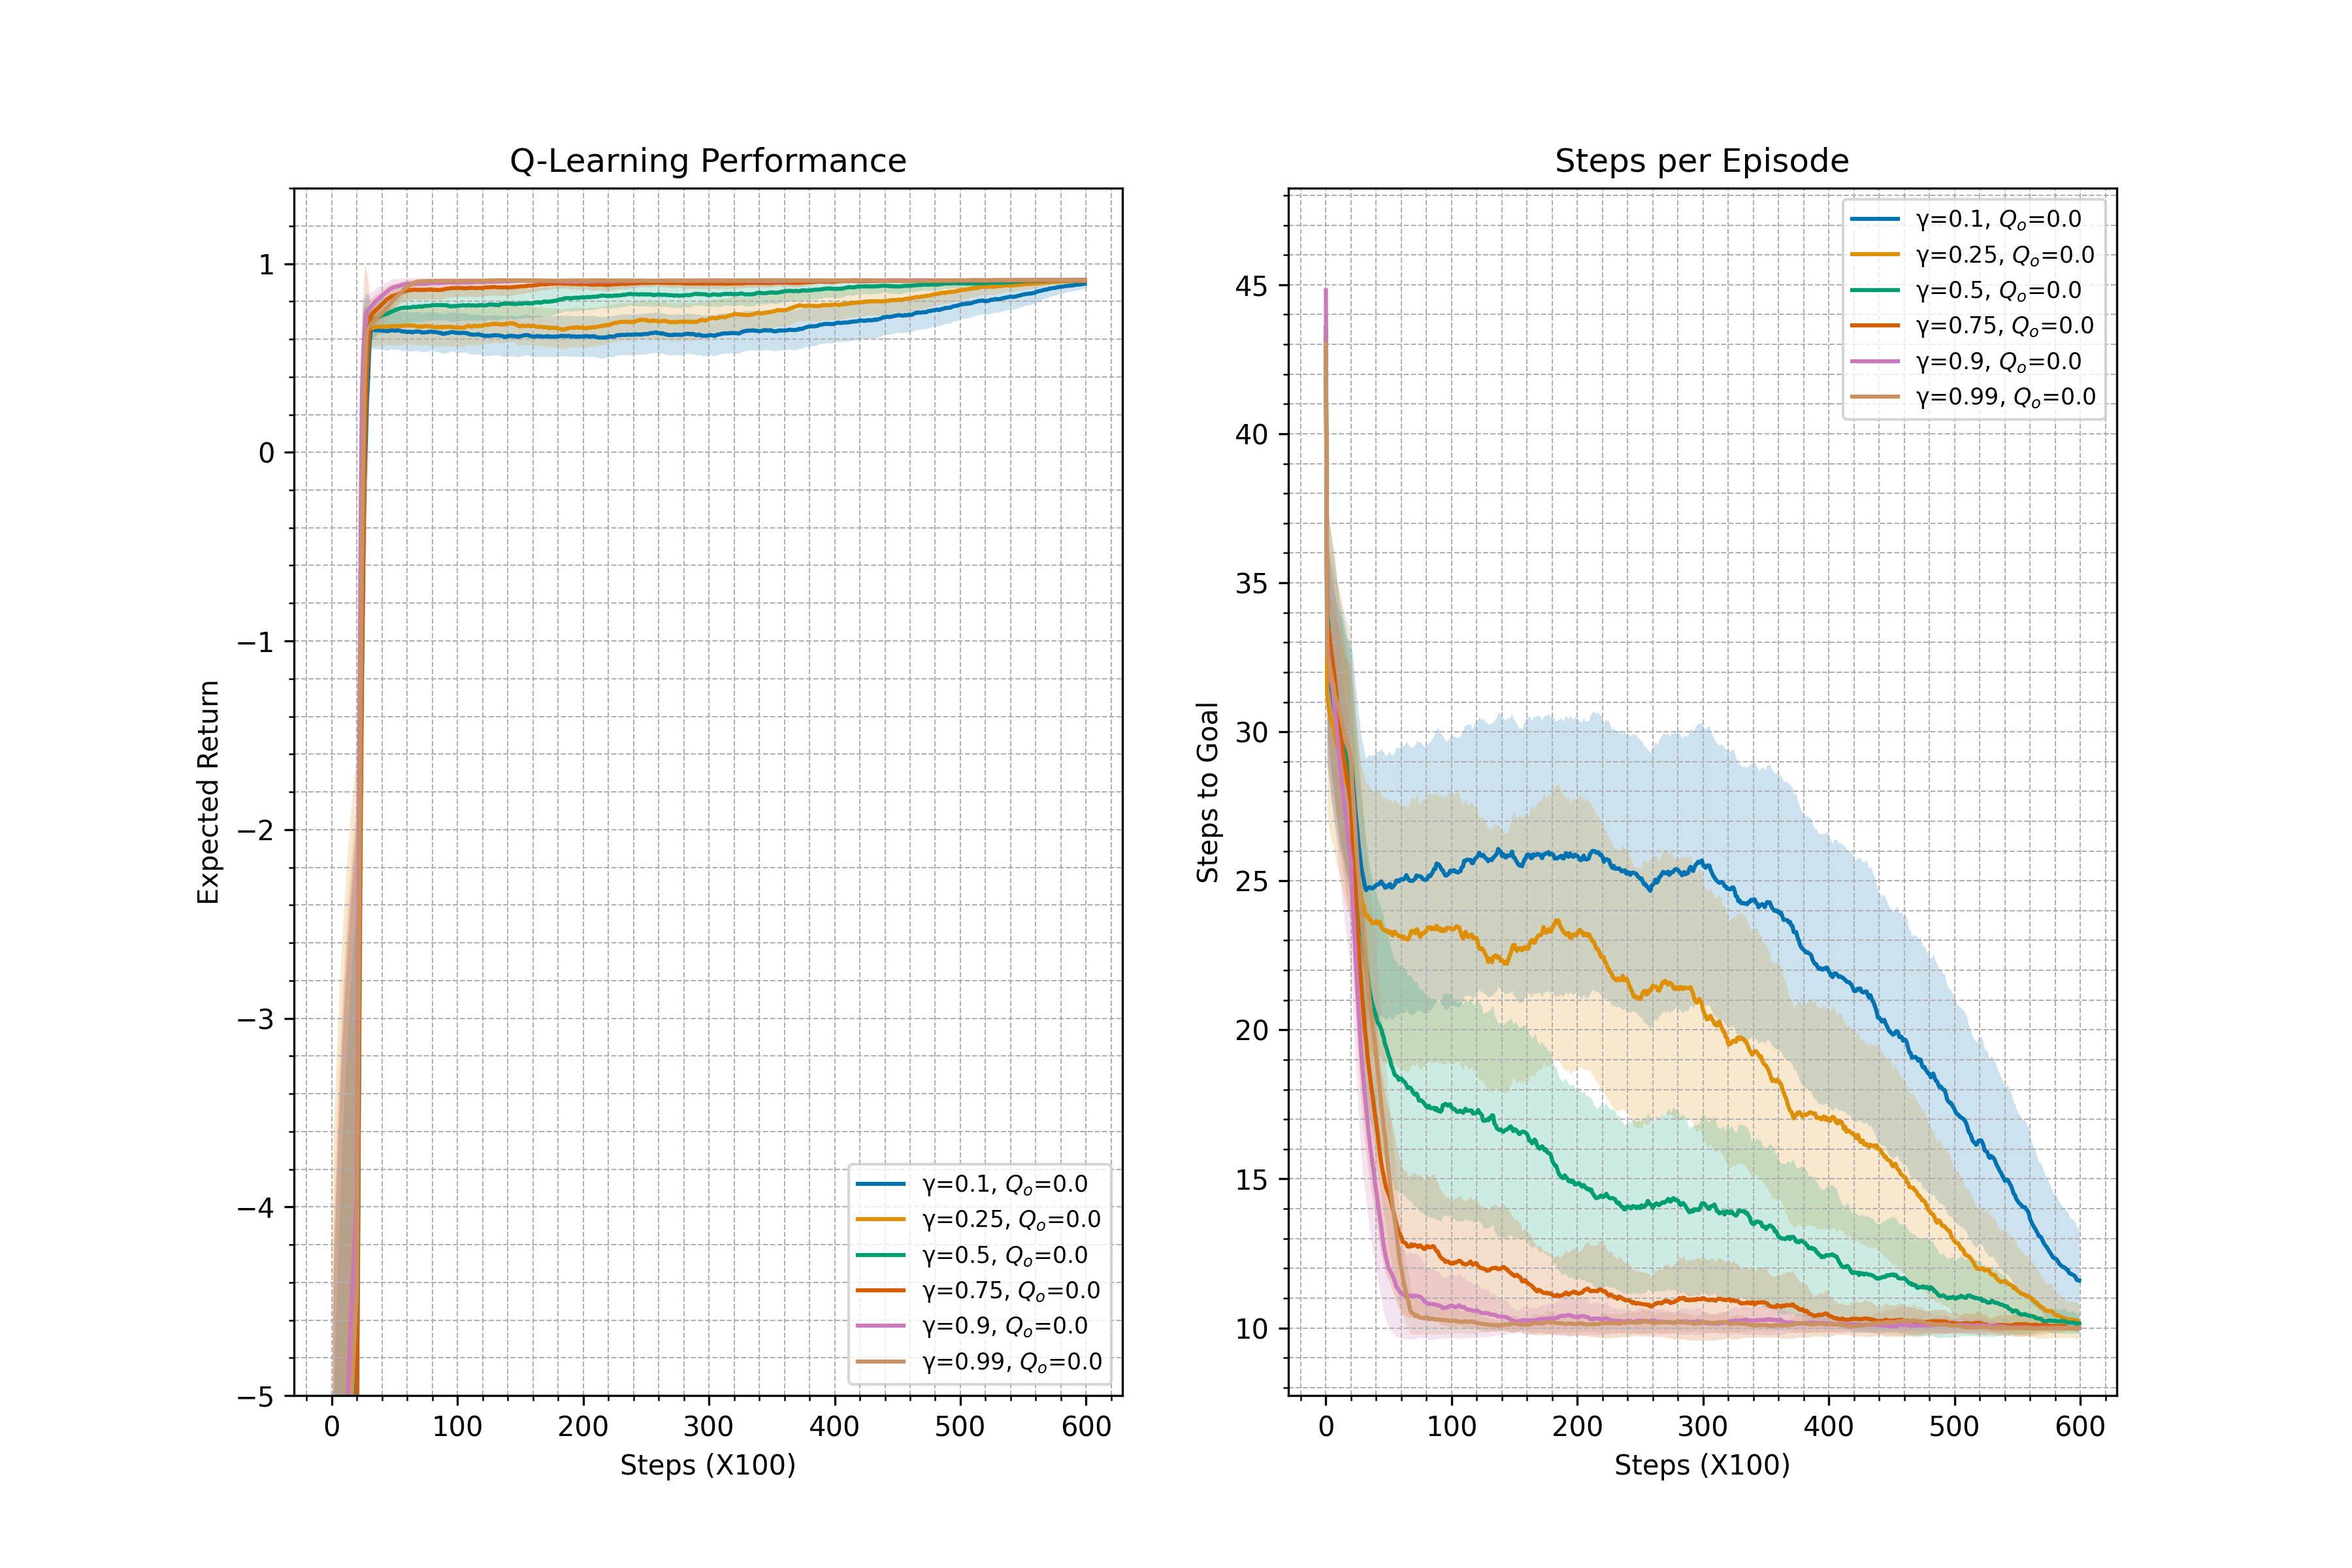 Q-Learning Performance
Expected Return
1
0
−1
−2
−3
−4
−5
0 100 200 300 400 500 600
Steps (X100)
γ=0.1, Qo=0.0
γ=0.25, Qo=0.0
γ=0.5, Qo=0.0
γ=0.75, Qo=0.0
γ=0.9, Qo=0.0
γ=0.99, Qo=0.0
Steps per Episode
Steps to Goal
45
40
35
30
25
20
15
10
0 100 200 300 400 500 600
Steps (X100)
γ=0.1, Qo=0.0
γ=0.25, Qo=0.0
γ=0.5, Qo=0.0
γ=0.75, Qo=0.0
γ=0.9, Qo=0.0
γ=0.99, Qo=0.0